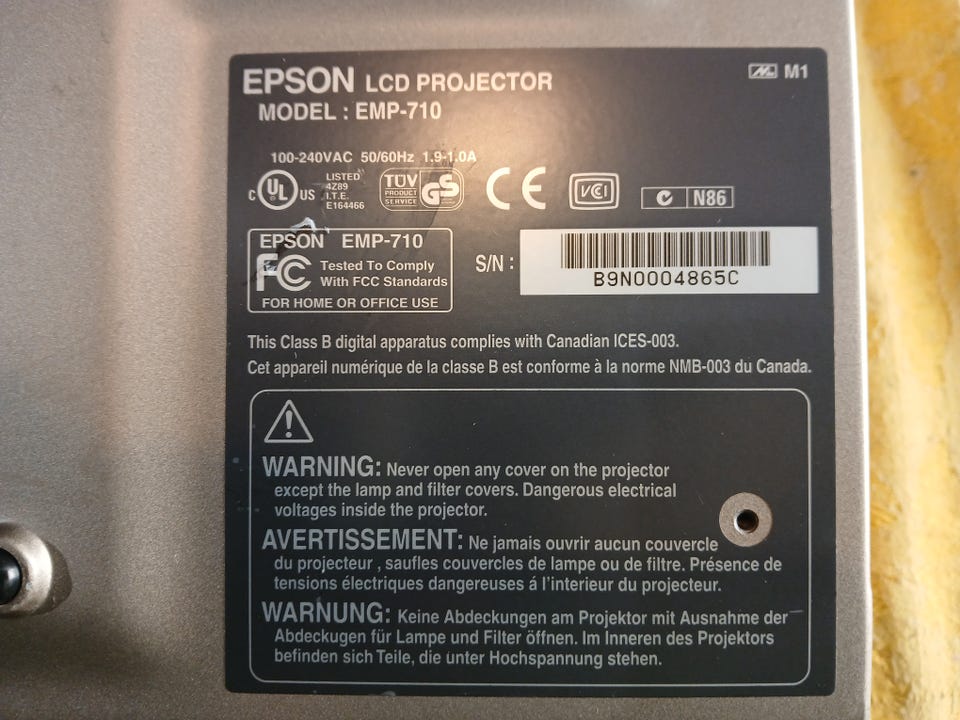 EPSON LCD PROJECTOR
M1
MODEL : EMP-710
100-240VAC 50/60Hz 1.9-1.0A
C UL US
LISTED
4Z89
I.T.E.
E164466
TÜV
PRODUCT
SERVICE
GS
CE
VCI
N86
EPSON EMP-710
FC
Tested To Comply
With FCC Standards
FOR HOME OR OFFICE USE
S/N :
B9N0004865C
This Class B digital apparatus complies with Canadian ICES-003.
Cet appareil numérique de la classe B est conforme à la norme NMB-003 du Canada.
WARNING: Never open any cover on the projector
except the lamp and filter covers. Dangerous electrical
voltages inside the projector.
AVERTISSEMENT: Ne jamais ouvrir aucun couvercle
du projecteur , saufles couvercles de lampe ou de filtre. Présence de
tensions électriques dangereuses á l'interieur du projecteur.
WARNUNG: Keine Abdeckungen am Projektor mit Ausnahme der
Abdeckugen für Lampe und Filter öffnen. Im Inneren des Projektors
befinden sich Teile, die unter Hochspannung stehen.